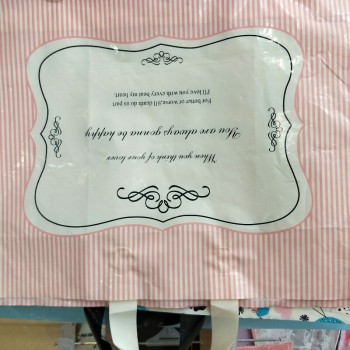 When you think of your lover
You are always gonna be happy
For better or worse,till death do us part
I'll love you with every beat my heart.